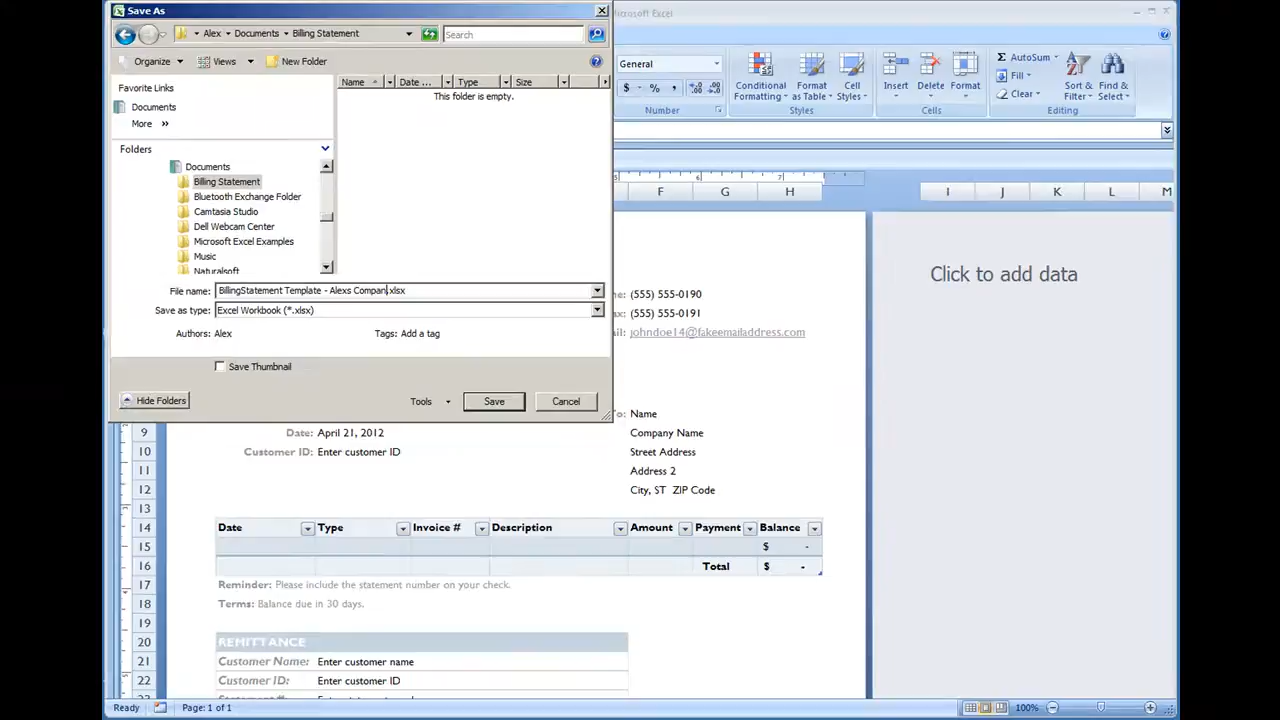 Save As
Microsoft Excel
Alex Documents Billing Statement Search
Organize Views New Folder
Favorite Links
Documents
More »
Folders
Documents
Billing Statement
Bluetooth Exchange Folder
Camtasia Studio
Dell Webcam Center
Microsoft Excel Examples
Music
Naturalsoft
Name Date ... Type Size
This folder is empty.
File name: BillingStatement Template - Alexs Compan.xlsx
Save as type: Excel Workbook (*.xlsx)
Authors: Alex Tags: Add a tag
Save Thumbnail
Hide Folders Tools Save Cancel
General
$ % ,
Number
Conditional Formatting
Format as Table
Cell Styles
Styles
Insert Delete Format
Cells
Σ AutoSum
Fill
Clear
Sort & Filter
Find & Select
Editing
6 7
F G H I J K L M
(555) 555-0190
(555) 555-0191
johndoe14@fakeemailaddress.com
Click to add data
Name
9 Date: April 21, 2012 Company Name
10 Customer ID: Enter customer ID Street Address
11 Address 2
12 City, ST ZIP Code
13
14 Date Type Invoice # Description Amount Payment Balance
15 $ -
16 Total $ -
17 Reminder: Please include the statement number on your check.
18 Terms: Balance due in 30 days.
19
20 REMITTANCE
21 Customer Name: Enter customer name
22 Customer ID: Enter customer ID
Ready Page: 1 of 1 100%